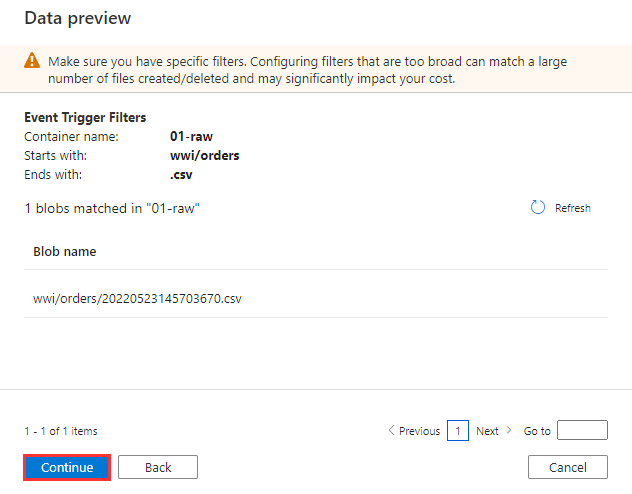 Data preview
Make sure you have specific filters. Configuring filters that are too broad can match a large
number of files created/deleted and may significantly impact your cost.
Event Trigger Filters
Container name: 01-raw
Starts with: wwi/orders
Ends with: .csv
1 blobs matched in "01-raw" Refresh
Blob name
wwi/orders/20220523145703670.csv
1 - 1 of 1 items Previous 1 Next Go to
Continue Back Cancel